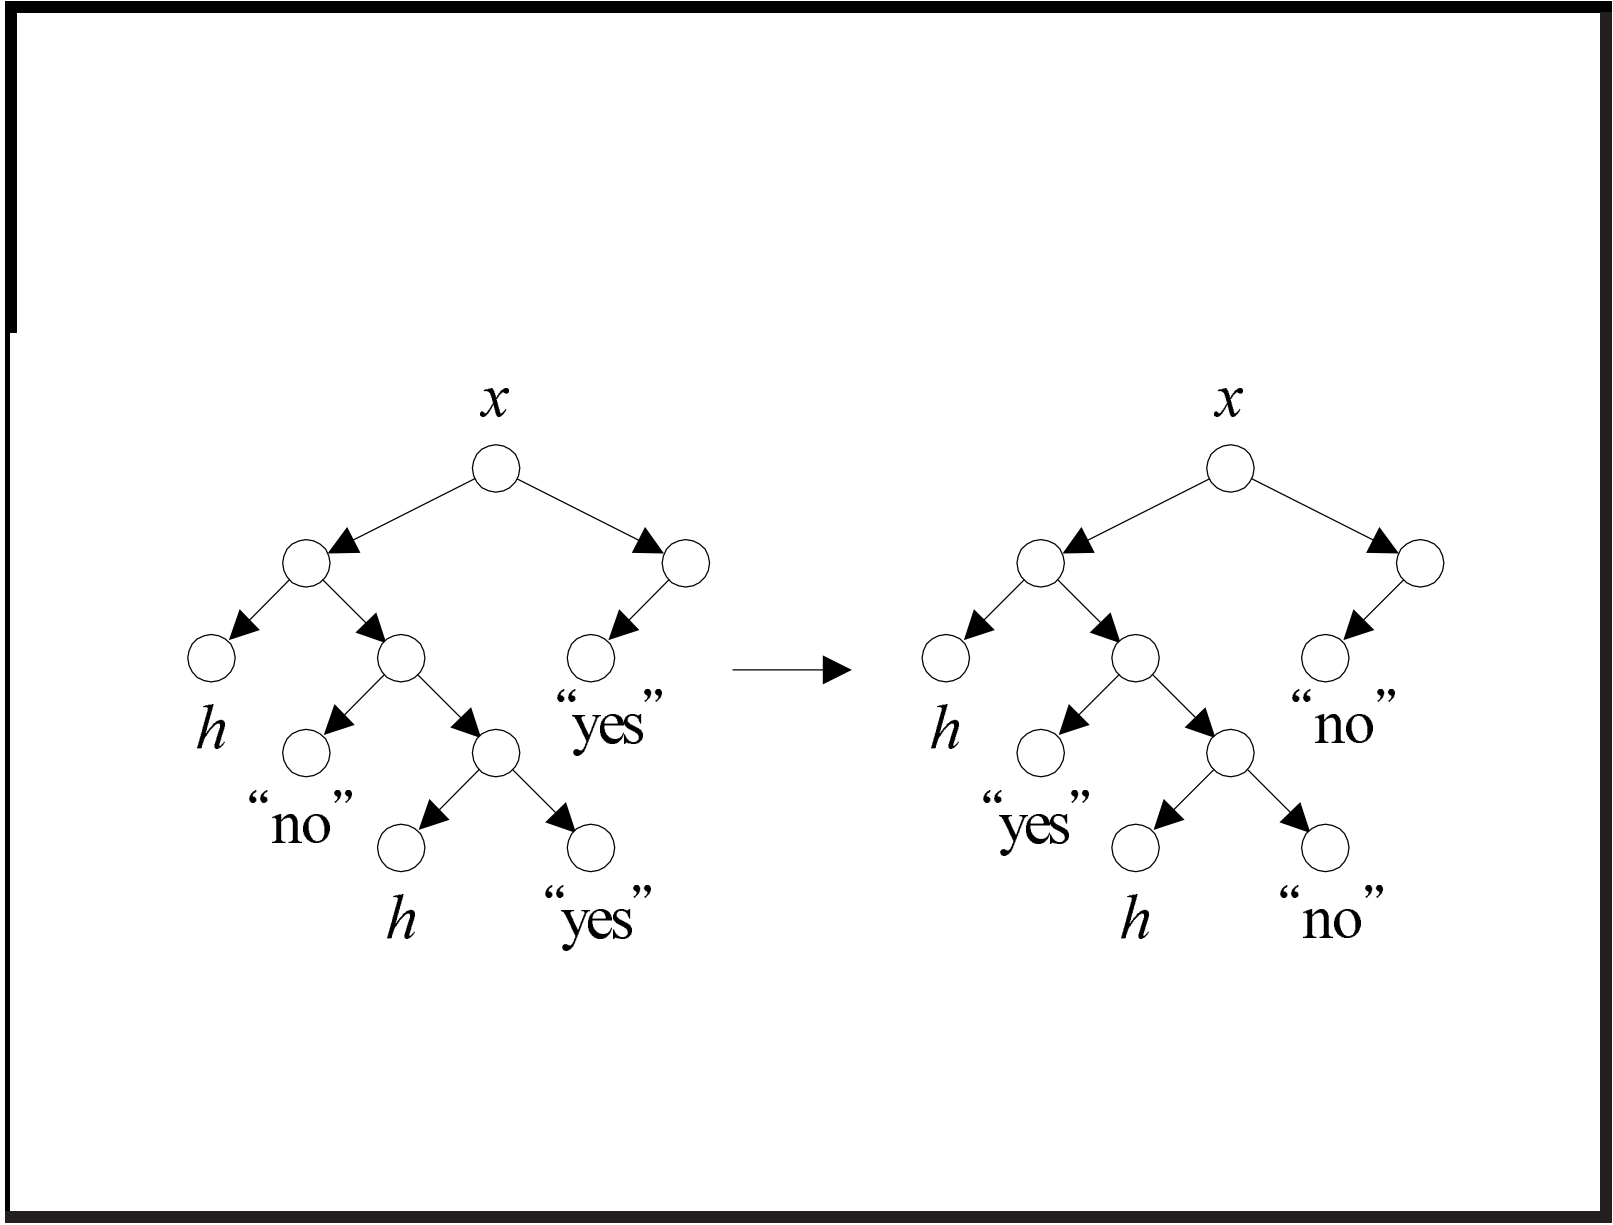 x x
h “yes” h “no”
“no” “yes”
h “yes” h “no”